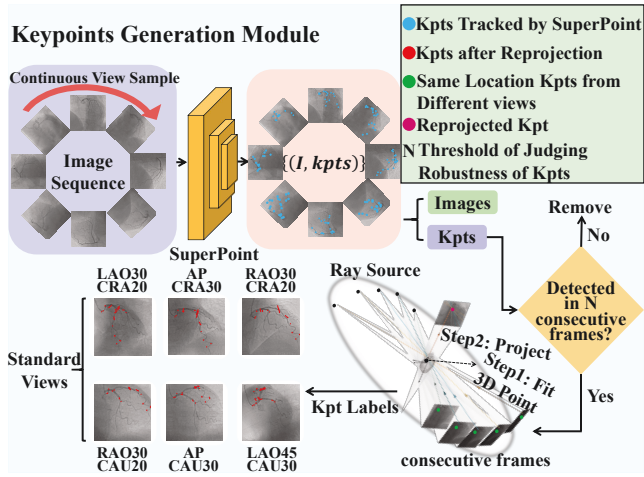 Keypoints Generation Module
Continuous View Sample
Image
Sequence
SuperPoint
{(I, kpts)}
Kpts Tracked by SuperPoint
Kpts after Reprojection
Same Location Kpts from
Different views
Reprojected Kpt
N Threshold of Judging
Robustness of Kpts
Images
Kpts
Remove
No
Detected
in N
consecutive
frames?
Yes
Ray Source
Step2: Project
Step1: Fit
3D Point
consecutive frames
Kpt Labels
Standard
Views
LAO30
CRA20
AP
CRA30
RAO30
CRA20
RAO30
CAU20
AP
CAU30
LAO45
CAU30